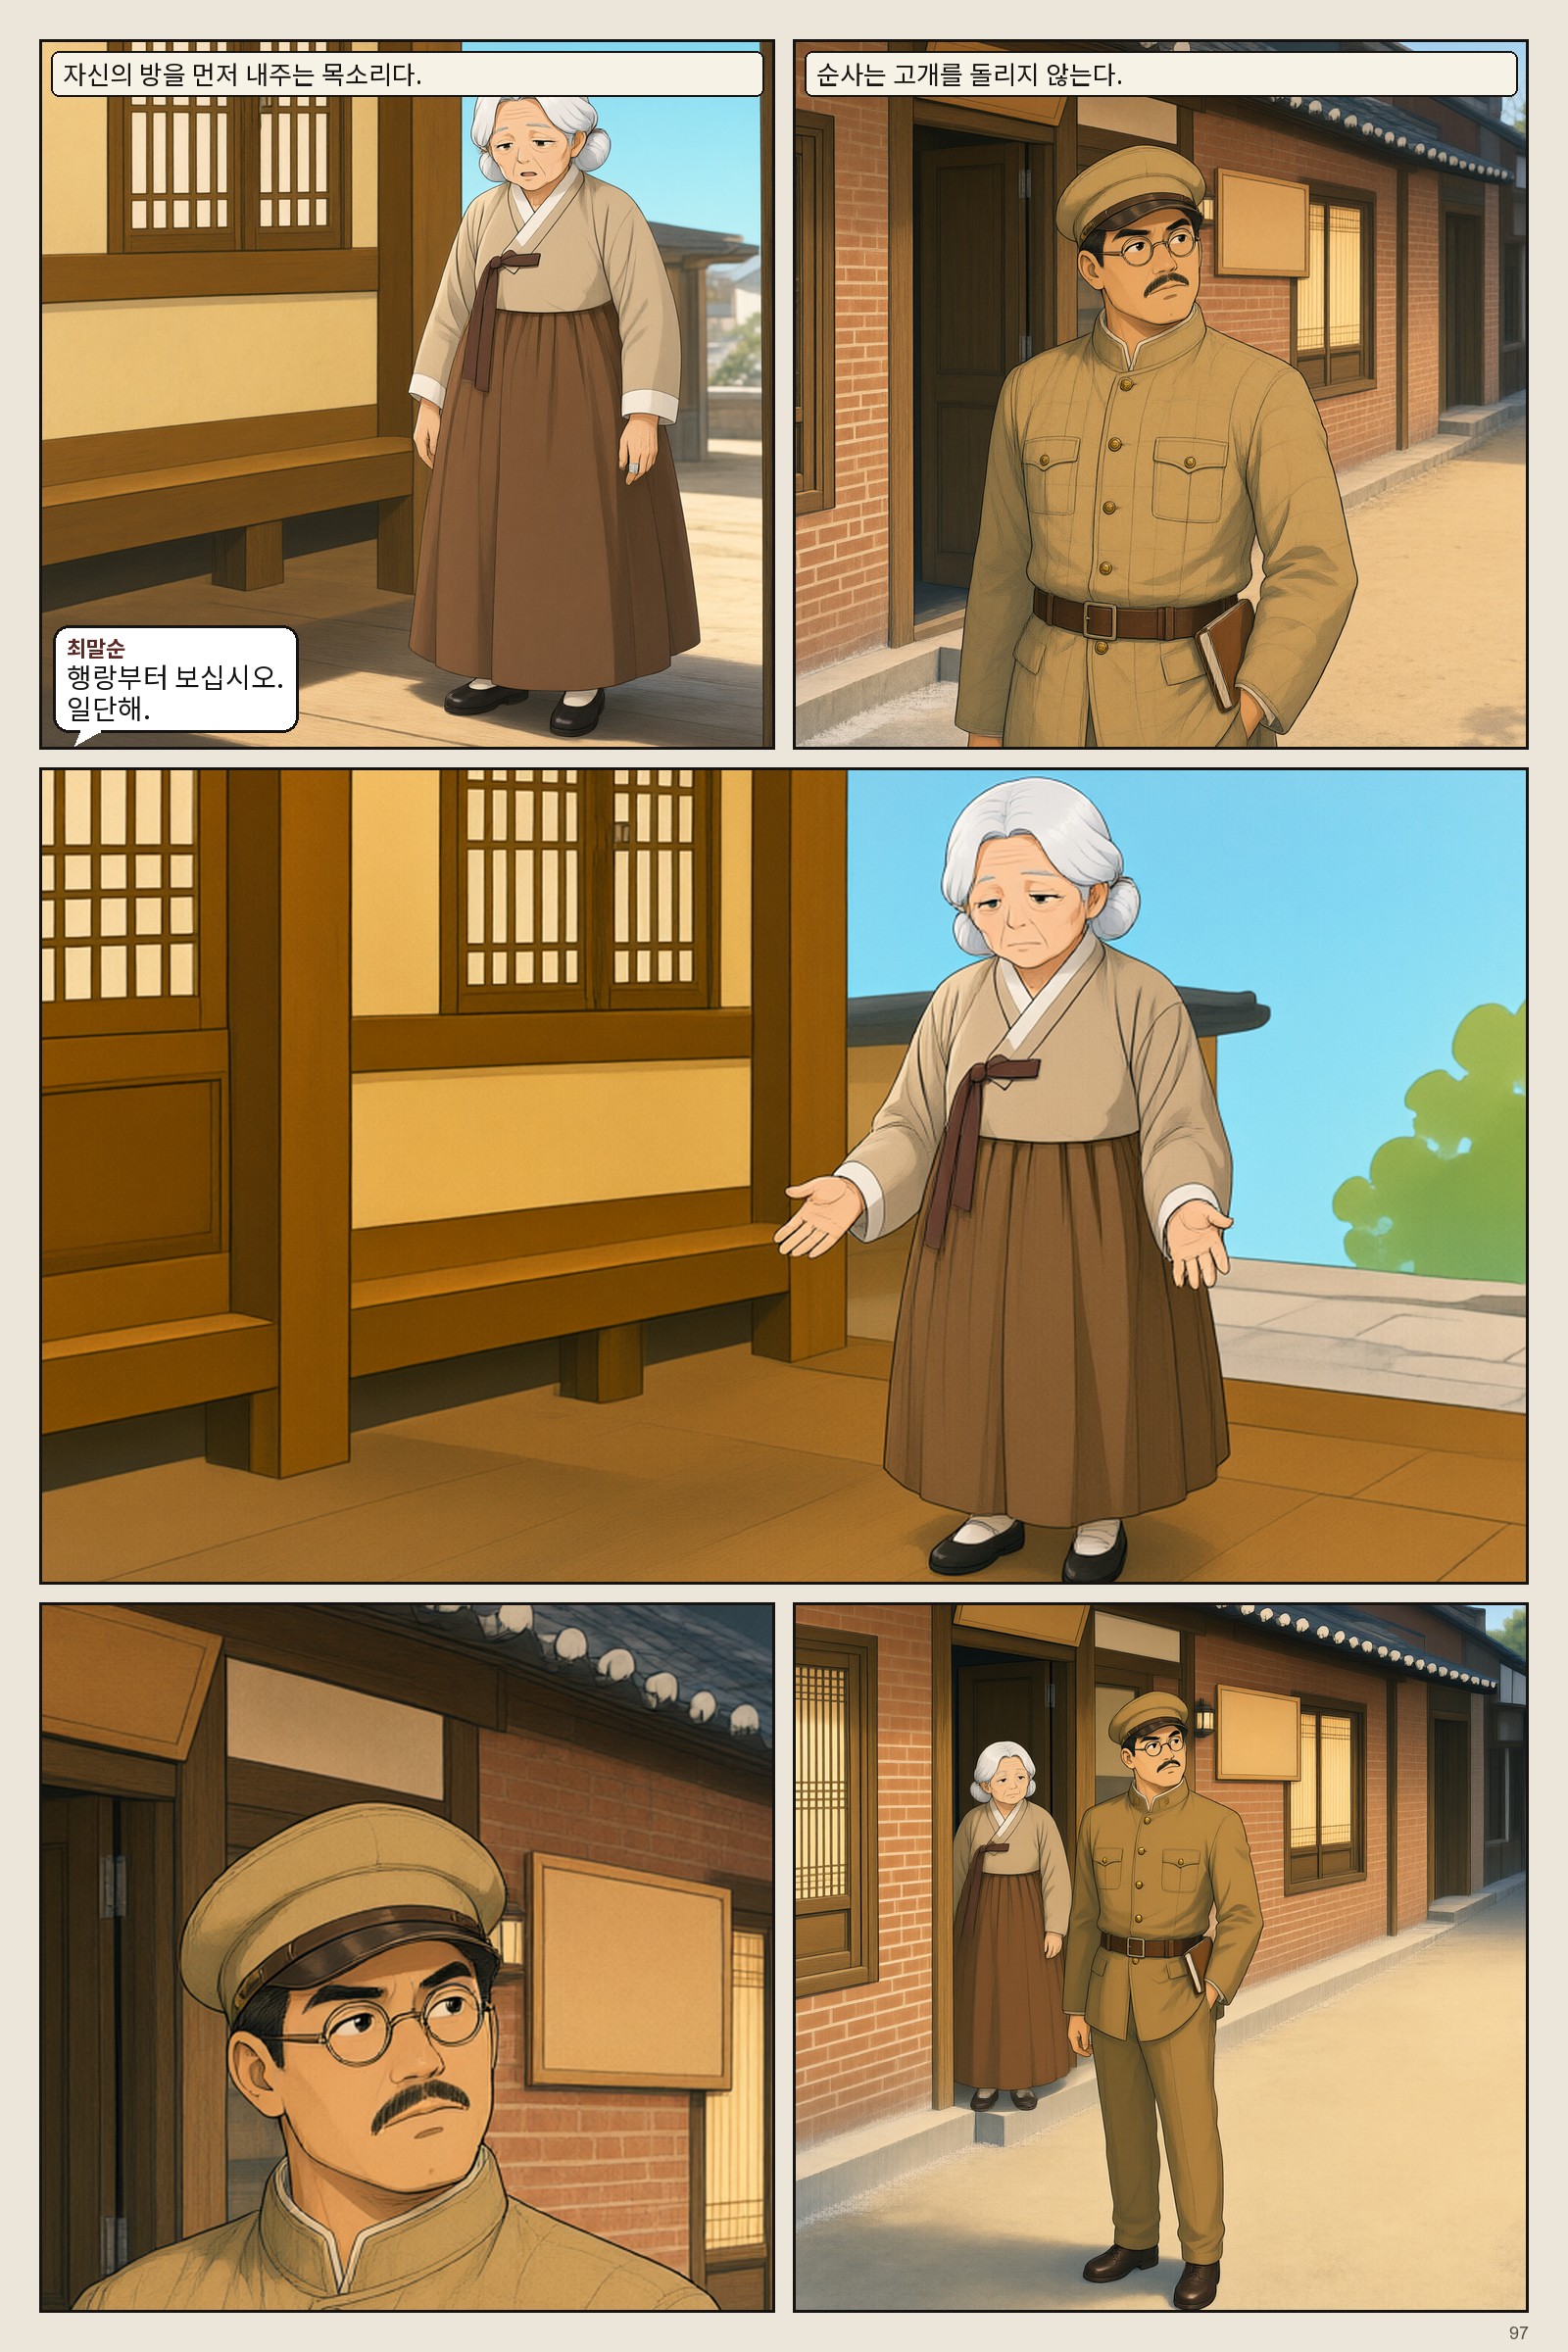 자신의 방을 먼저 내주는 목소리다.
순사는 고개를 돌리지 않는다.
최말순
행랑부터 보십시오.
일단해.
97